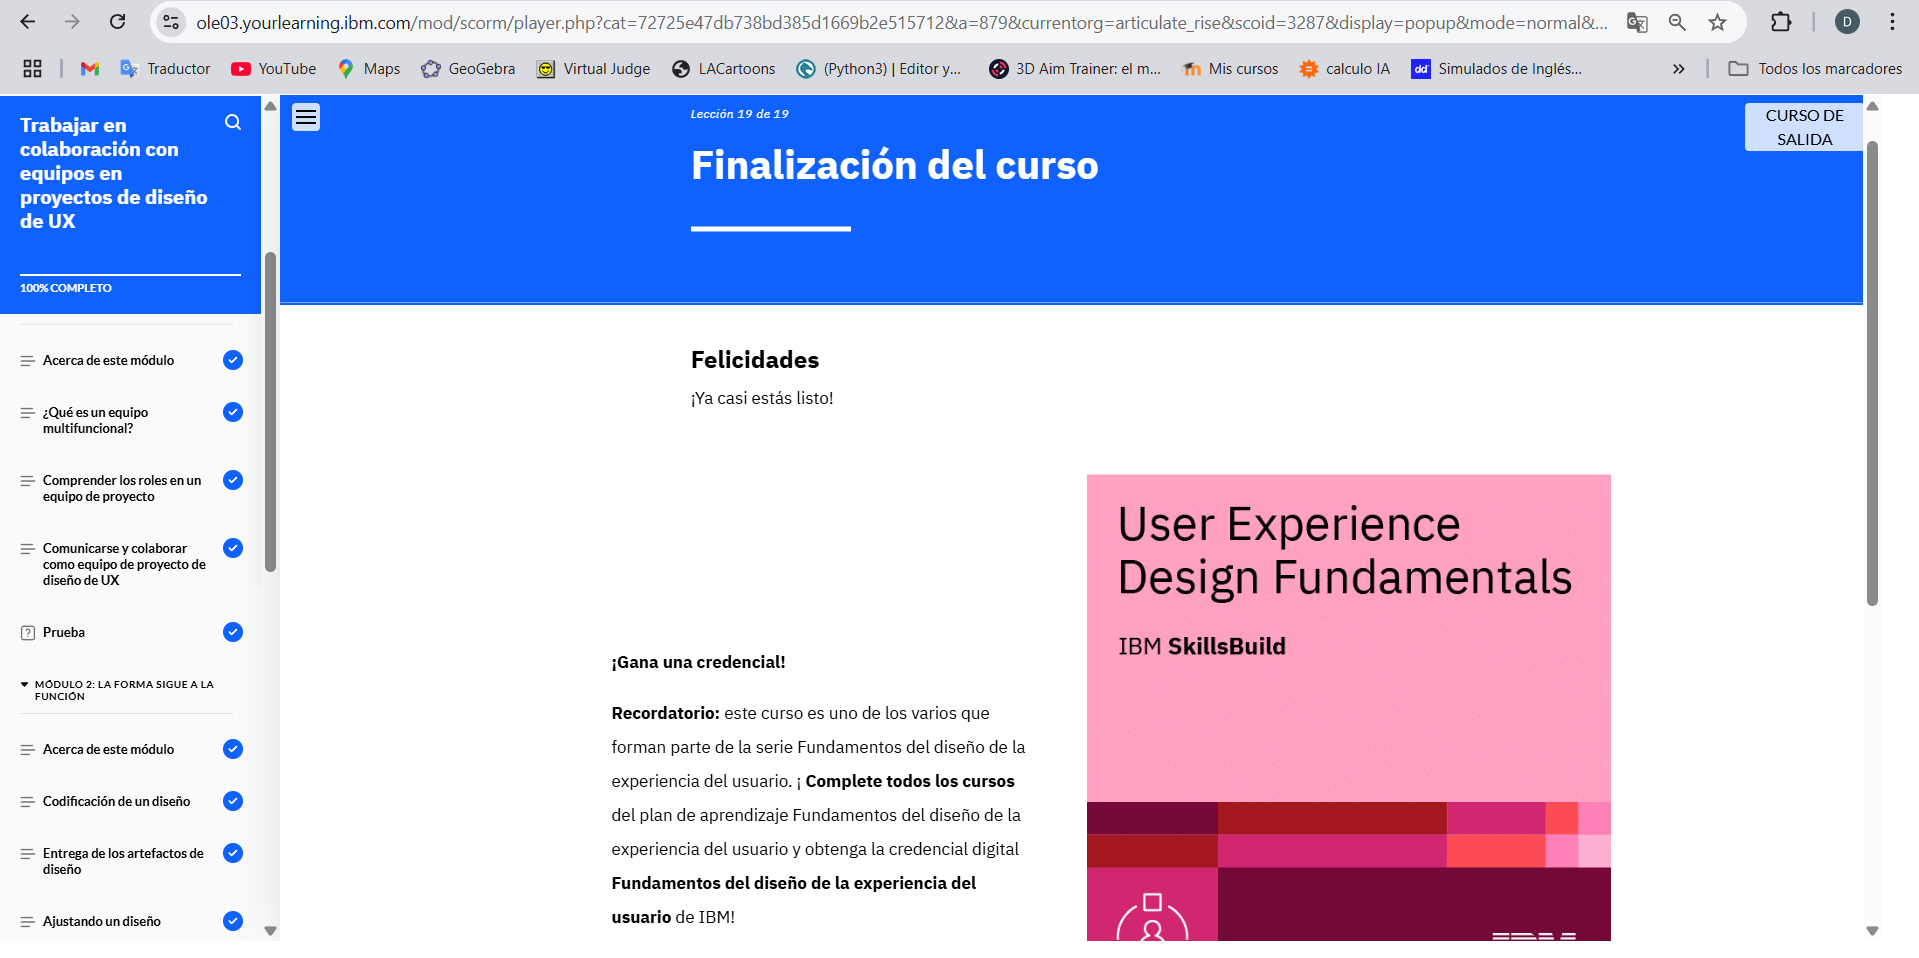 ole03.yourlearning.ibm.com/mod/scorm/player.php?cat=72725e47db738bd385d1669b2e515712&a=879&currentorg=articulate_rise&scoid=3287&display=popup&mode=normal&...
D
Traductor
YouTube
Maps
GeoGebra
Virtual Judge
LACartoons
(Python3) | Editor y...
3D Aim Trainer: el m...
Mis cursos
calculo IA
dd
Simulados de Inglés...
»
Todos los marcadores
Trabajar en
colaboración con
equipos en
proyectos de diseño
de UX
100% COMPLETO
Acerca de este módulo
¿Qué es un equipo
multifuncional?
Comprender los roles en un
equipo de proyecto
Comunicarse y colaborar
como equipo de proyecto de
diseño de UX
Prueba
MÓDULO 2: LA FORMA SIGUE A LA
FUNCIÓN
Acerca de este módulo
Codificación de un diseño
Entrega de los artefactos de
diseño
Ajustando un diseño
Lección 19 de 19
Finalización del curso
CURSO DE
SALIDA
Felicidades
¡Ya casi estás listo!
¡Gana una credencial!
Recordatorio: este curso es uno de los varios que
forman parte de la serie Fundamentos del diseño de la
experiencia del usuario. ¡ Complete todos los cursos
del plan de aprendizaje Fundamentos del diseño de la
experiencia del usuario y obtenga la credencial digital
Fundamentos del diseño de la experiencia del
usuario de IBM!
User Experience
Design Fundamentals
IBM SkillsBuild